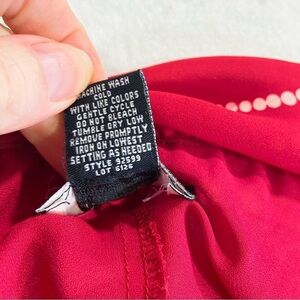 MACHINE WASH
COLD
WITH LIKE COLORS
GENTLE CYCLE
DO NOT BLEACH
TUMBLE DRY LOW
REMOVE PROMPTLY
IRON ON LOWEST
SETTING AS NEEDED
STYLE 92599
LOT 6126